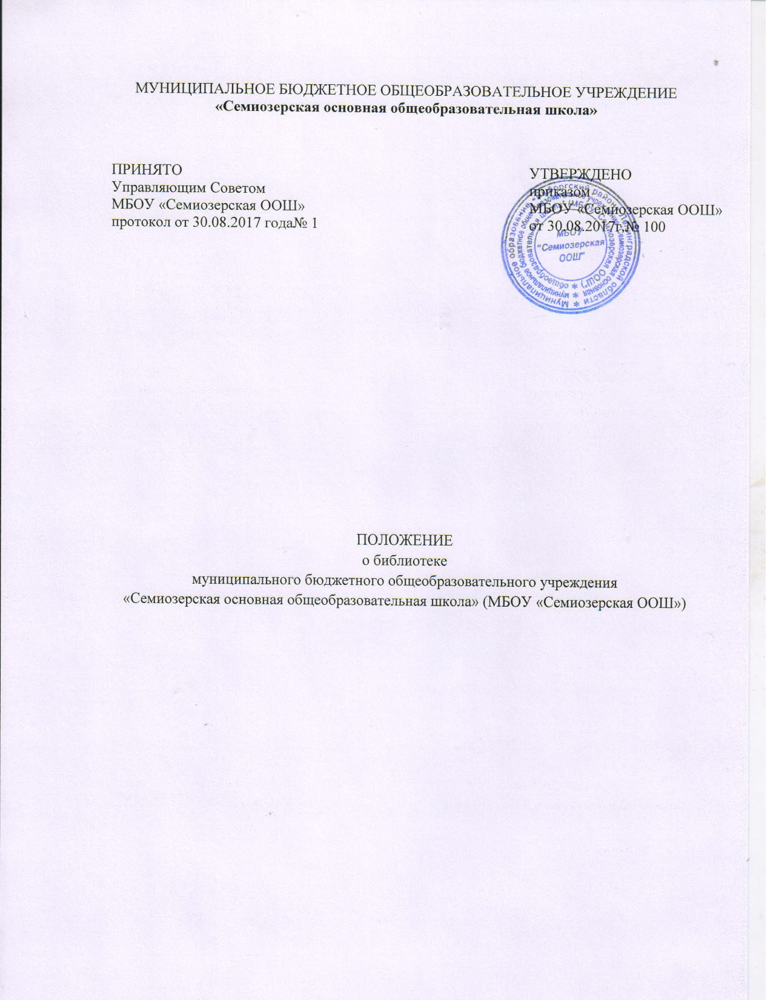 МУНИЦИПАЛЬНОЕ БЮДЖЕТНОЕ ОБЩЕОБРАЗОВАТЕЛЬНОЕ УЧРЕЖДЕНИЕ
«Семиозерская основная общеобразовательная школа»
ПРИНЯТО
Управляющим Советом
МБОУ «Семиозерская ООШ»
протокол от 30.08.2017 года№ 1
УТВЕРЖДЕНО
приказом
МБОУ «Семиозерская ООШ»
от 30.08.2017г.№ 100
МБОУ
"Семиозерская
ООШ"
ПОЛОЖЕНИЕ
о библиотеке
муниципального бюджетного общеобразовательного учреждения
«Семиозерская основная общеобразовательная школа» (МБОУ «Семиозерская ООШ»)